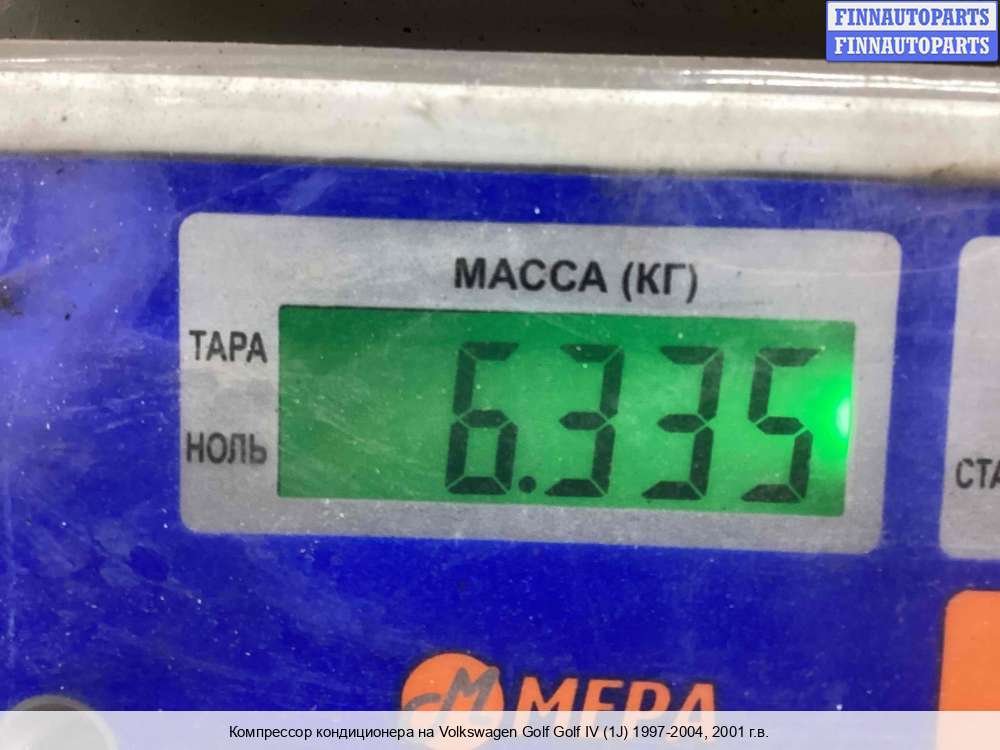 FINNAUTOPARTS
FINNAUTOPARTS
МАССА (КГ)
ТАРА
6.335
НОЛЬ
МЕРА
Компрессор кондиционера на Volkswagen Golf Golf IV (1J) 1997-2004, 2001 г.в.